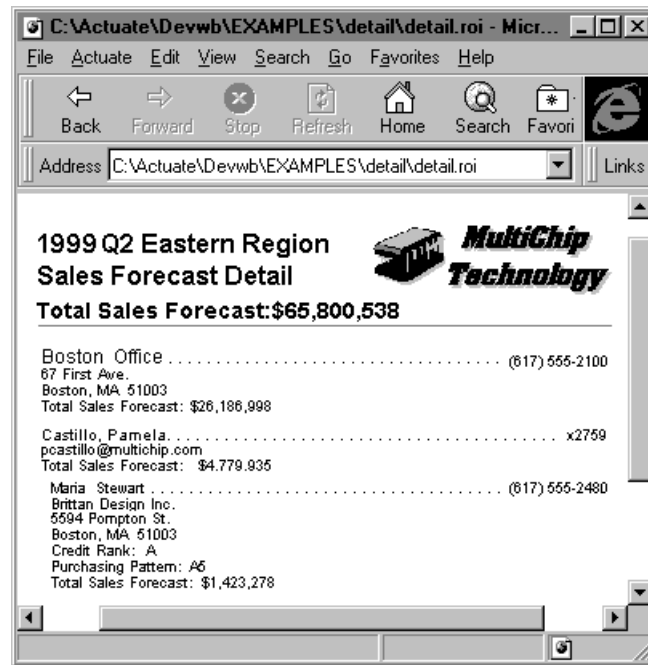 C:\Actuate\Devwb\EXAMPLES\detail\detail.roi - Micr...
File Actuate Edit View Search Go Favorites Help
Back Forward Stop Refresh Home Search Favori
Address C:\Actuate\Devwb\EXAMPLES\detail\detail.roi Links
1999 Q2 Eastern Region
Sales Forecast Detail
MultiChip
Technology
Total Sales Forecast:$65,800,538
Boston Office . . . . . . . . . . . . . . . . . . . . . . . . . . . . . . . . . . . . . (617) 555-2100
67 First Ave.
Boston, MA 51003
Total Sales Forecast: $26,186,998
Castillo, Pamela. . . . . . . . . . . . . . . . . . . . . . . . . . . . . . . . . . . . . . . . . . . . x2759
pcastillo@multichip.com
Total Sales Forecast: $4.779.935
Maria Stewart . . . . . . . . . . . . . . . . . . . . . . . . . . . . . . . . . . . . . . (617) 555-2480
Brittan Design Inc.
5594 Pompton St.
Boston, MA 51003
Credit Rank: A
Purchasing Pattern: A5
Total Sales Forecast: $1,423,278